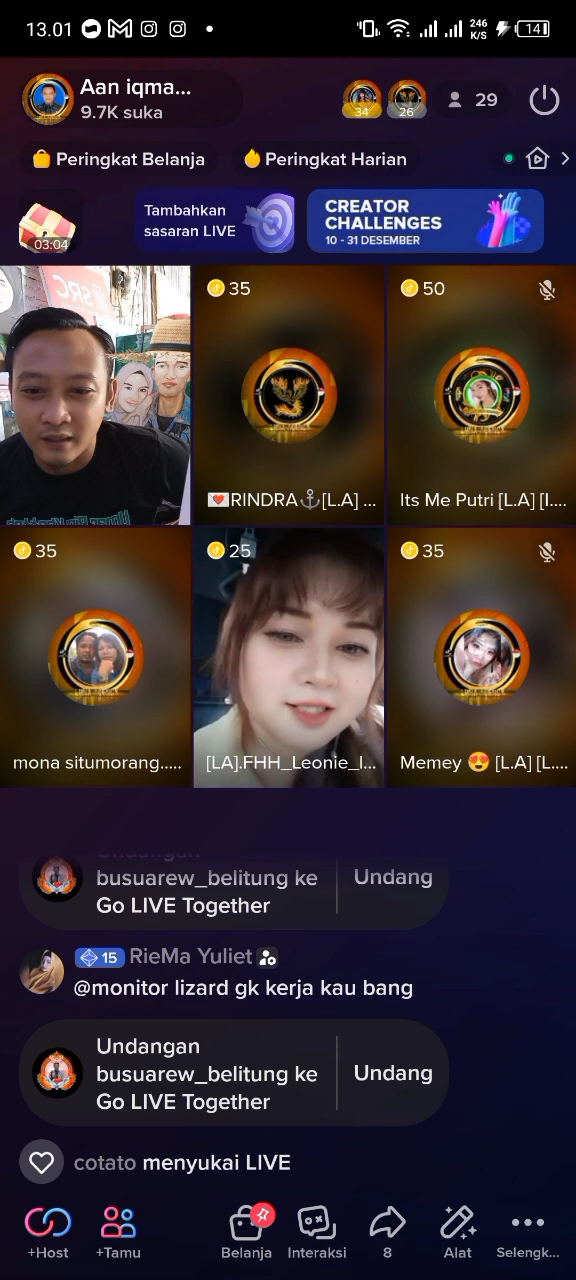 13.01
246 K/S
14
Aan iqma...
9.7K suka
34
26
29
Peringkat Belanja
Peringkat Harian
03:04
Tambahkan
sasaran LIVE
CREATOR
CHALLENGES
10 - 31 DESEMBER
SRC
35
50
RINDRA⚓[L.A] ...
Its Me Putri [L.A] [I....
35
25
35
mona situmorang.....
[LA].FHH_Leonie_I...
Memey 😍 [L.A] [L....
Undangan
busuarew_belitung ke
Go LIVE Together
Undang
15 RieMa Yuliet
@monitor lizard gk kerja kau bang
Undangan
busuarew_belitung ke
Go LIVE Together
Undang
cotato menyukai LIVE
+Host
+Tamu
Belanja
Interaksi
8
Alat
Selengk...